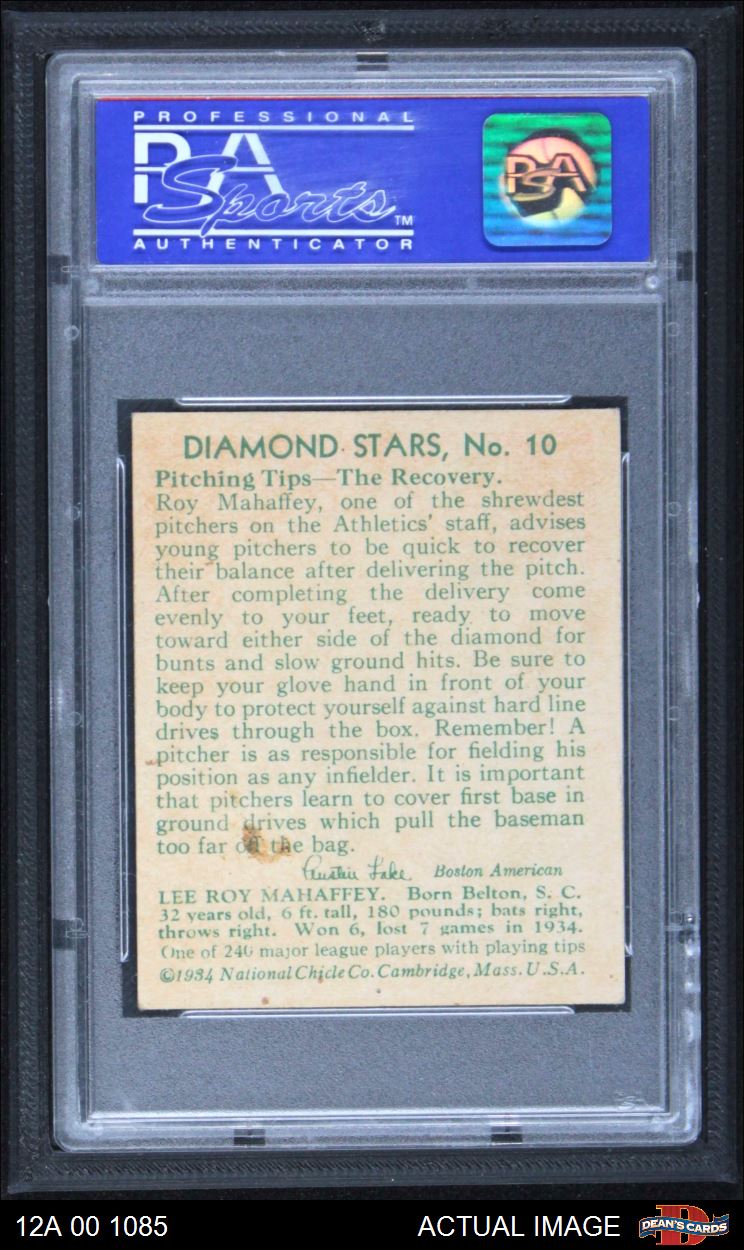 PROFESSIONAL
PSA
Sports TM
AUTHENTICATOR
PSA
DIAMOND STARS, No. 10
Pitching Tips—The Recovery.
Roy Mahaffey, one of the shrewdest
pitchers on the Athletics' staff, advises
young pitchers to be quick to recover
their balance after delivering the pitch.
After completing the delivery come
evenly to your feet, ready to move
toward either side of the diamond for
bunts and slow ground hits. Be sure to
keep your glove hand in front of your
body to protect yourself against hard line
drives through the box. Remember! A
pitcher is as responsible for fielding his
position as any infielder. It is important
that pitchers learn to cover first base in
ground drives which pull the baseman
too far off the bag.
Austen Lake Boston American
LEE ROY MAHAFFEY. Born Belton, S. C.
32 years old, 6 ft. tall, 180 pounds; bats right,
throws right. Won 6, lost 7 games in 1934.
One of 240 major league players with playing tips
©1934 National Chicle Co. Cambridge, Mass. U.S.A.
12A 00 1085
ACTUAL IMAGE
DEAN'S CARDS